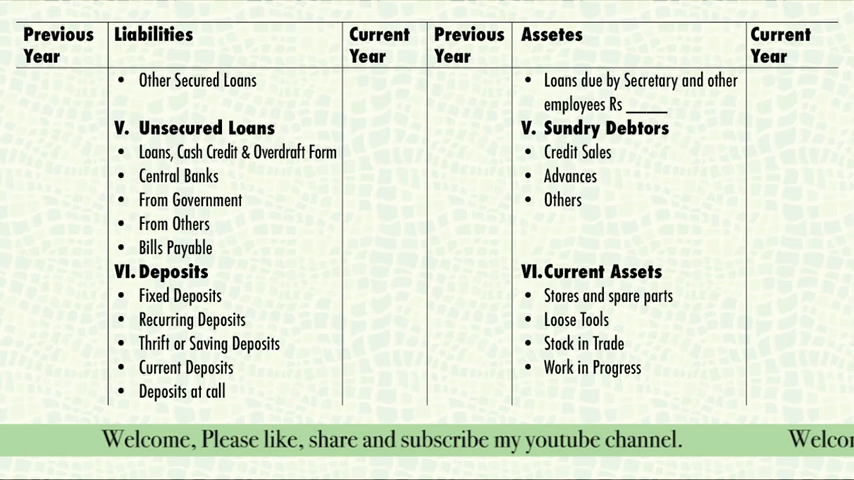 Previous Year
Liabilities
Current Year
Previous Year
Assetes
Current Year
• Other Secured Loans
V. Unsecured Loans
• Loans, Cash Credit & Overdraft Form
• Central Banks
• From Government
• From Others
• Bills Payable
VI. Deposits
• Fixed Deposits
• Recurring Deposits
• Thrift or Saving Deposits
• Current Deposits
• Deposits at call
• Loans due by Secretary and other
employees Rs _____
V. Sundry Debtors
• Credit Sales
• Advances
• Others
VI. Current Assets
• Stores and spare parts
• Loose Tools
• Stock in Trade
• Work in Progress
Welcome, Please like, share and subscribe my youtube channel.